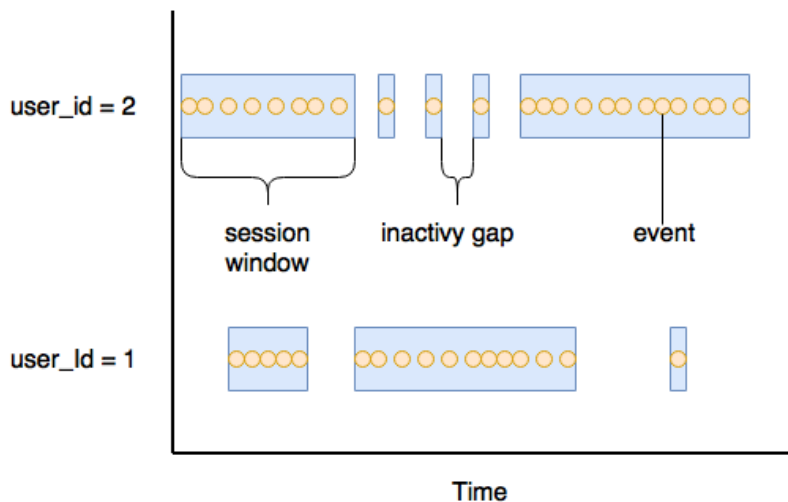 user_id = 2
session
window
inactivy gap
event
user_Id = 1
Time